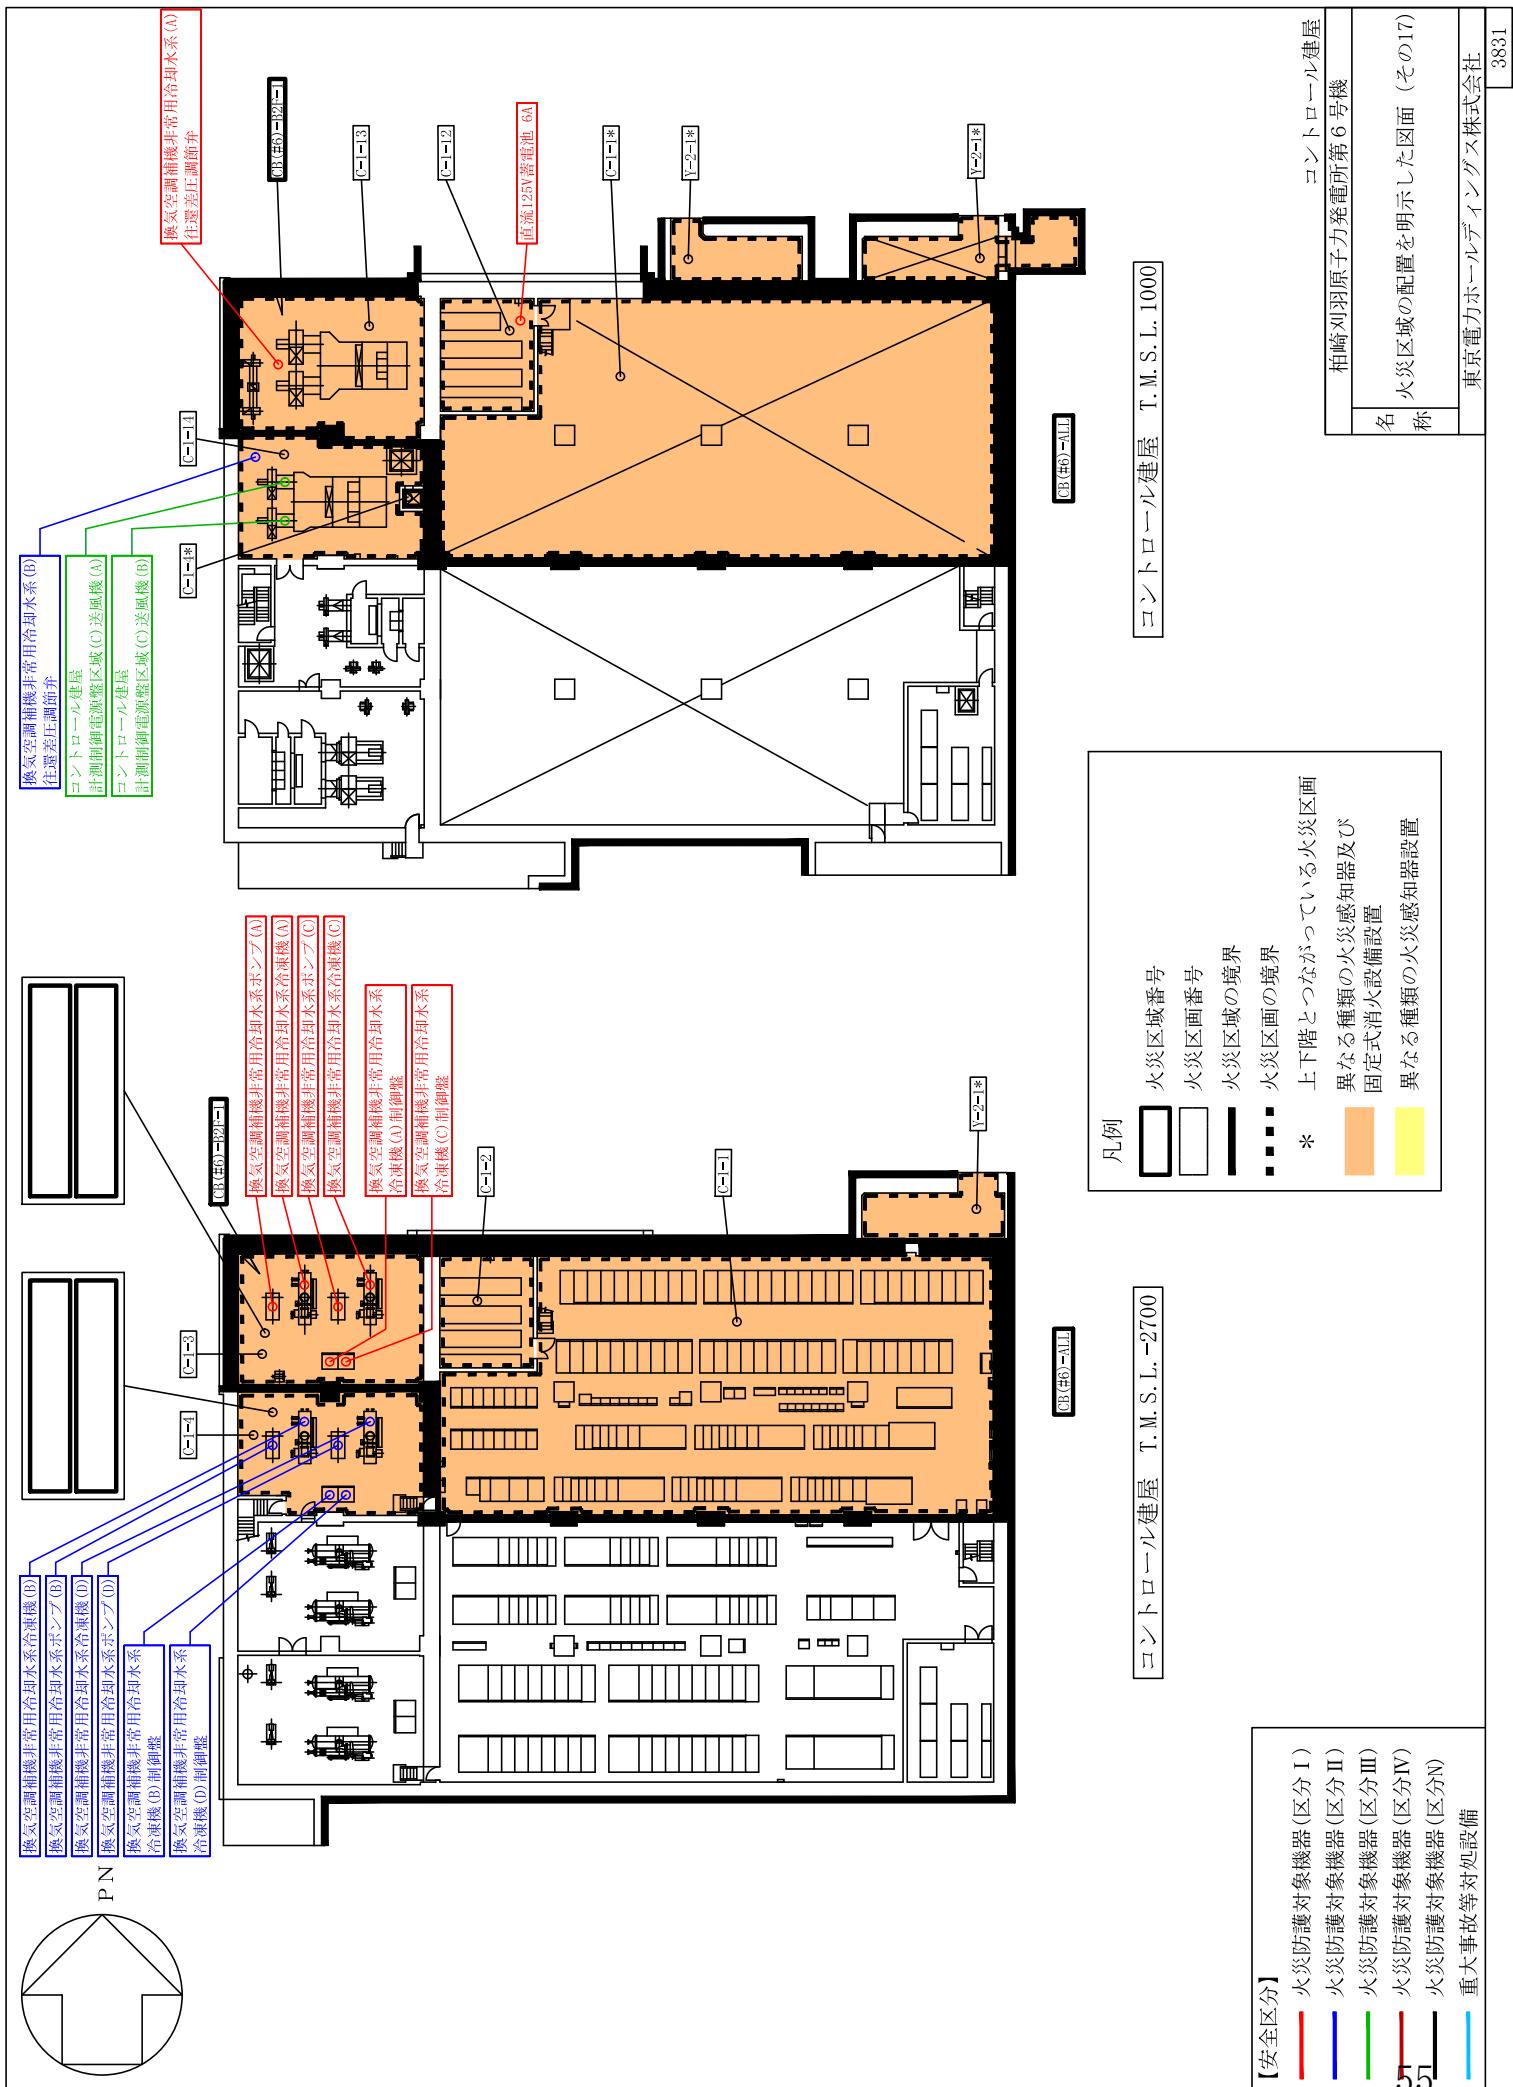 PN
換気空調補機非常用冷却水系冷凍機(B)
換気空調補機非常用冷却水系ポンプ(B)
換気空調補機非常用冷却水系冷凍機(D)
換気空調補機非常用冷却水系ポンプ(D)
換気空調補機非常用冷却水系
冷凍機(B)制御盤
換気空調補機非常用冷却水系
冷凍機(D)制御盤
C-1-4
C-1-3
CB(#6)-B2F-1
換気空調補機非常用冷却水系ポンプ(A)
換気空調補機非常用冷却水系冷凍機(A)
換気空調補機非常用冷却水系ポンプ(C)
換気空調補機非常用冷却水系冷凍機(C)
換気空調補機非常用冷却水系
冷凍機(A)制御盤
換気空調補機非常用冷却水系
冷凍機(C)制御盤
C-1-2
C-1-1
Y-2-1*
CB(#6)-ALL
コントロール建屋 T.M.S.L.-2700
換気空調補機非常用冷却水系(B)
往還差圧調節弁
コントロール建屋
計測制御電源盤区域(C)送風機(A)
コントロール建屋
計測制御電源盤区域(C)送風機(B)
C-1-4*
C-1-14
換気空調補機非常用冷却水系(A)
往還差圧調節弁
CB(#6)-B2F-1
C-1-13
C-1-12
直流125V蓄電池 6A
C-1-1*
Y-2-1*
Y-2-1*
CB(#6)-ALL
コントロール建屋 T.M.S.L.1000
凡例
火災区域番号
火災区画番号
火災区域の境界
火災区画の境界
* 上下階とつながっている火災区画
異なる種類の火災感知器及び
固定式消火設備設置
異なる種類の火災感知器設置
【安全区分】
火災防護対象機器(区分Ⅰ)
火災防護対象機器(区分Ⅱ)
火災防護対象機器(区分Ⅲ)
火災防護対象機器(区分Ⅳ)
火災防護対象機器(区分N)
重大事故等対処設備
コントロール建屋
柏崎刈羽原子力発電所第6号機
名称
火災区域の配置を明示した図面(その17)
東京電力ホールディングス株式会社
3831
55